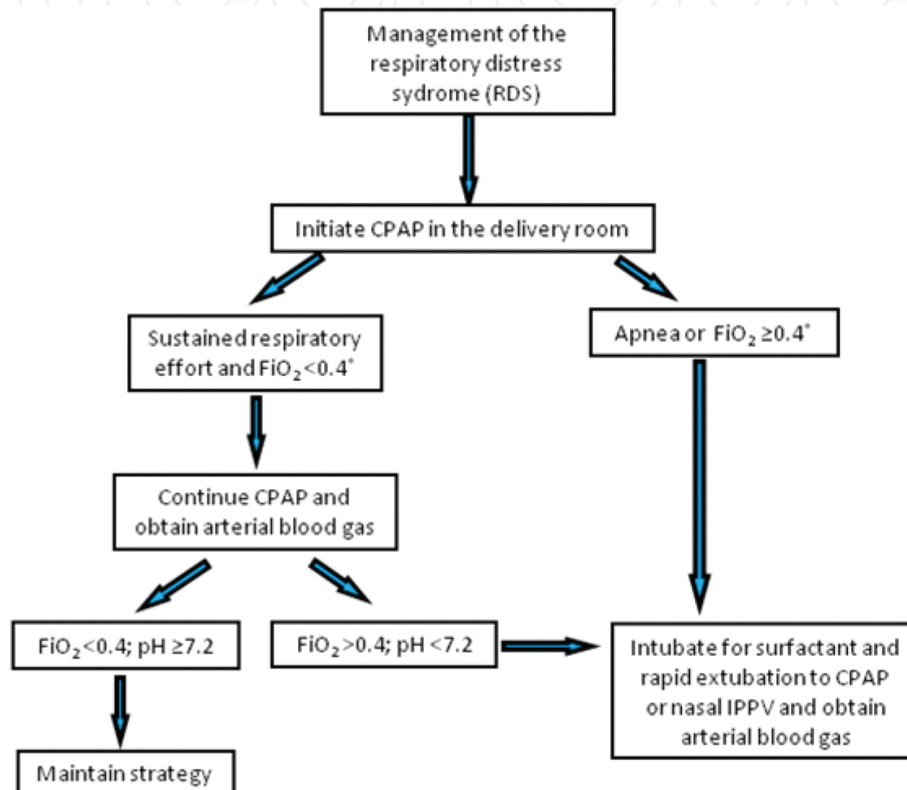 Management of the
respiratory distress
sydrome (RDS)
Initiate CPAP in the delivery room
Sustained respiratory
effort and FiO₂<0.4*
Apnea or FiO₂ ≥0.4*
Continue CPAP and
obtain arterial blood gas
FiO₂<0.4; pH ≥7.2
FiO₂>0.4; pH <7.2
Intubate for surfactant and
rapid extubation to CPAP
or nasal IPPV and obtain
arterial blood gas
Maintain strategy